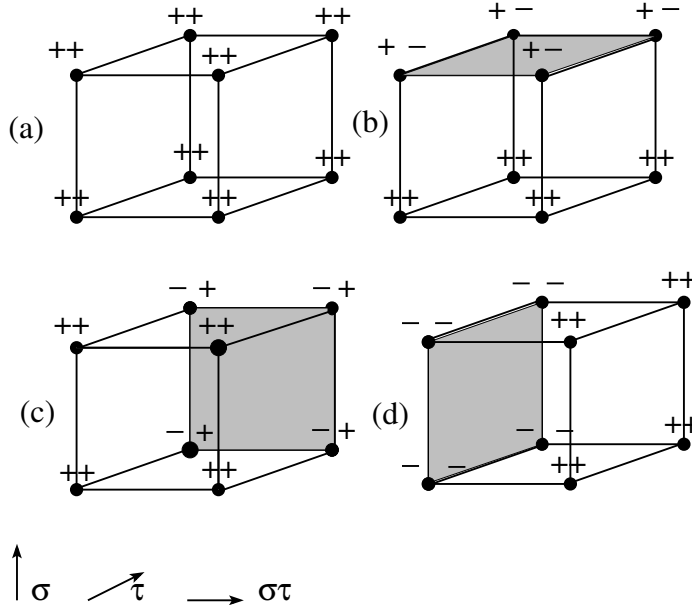 ++ ++ + − + −
++ ++ + − + −
(a) (b)
++ ++ ++ ++
++ ++ ++ ++
− + − + − − ++
++ ++ − − ++
(c) (d)
− + − + − − ++
++ ++ − − ++
σ τ στ